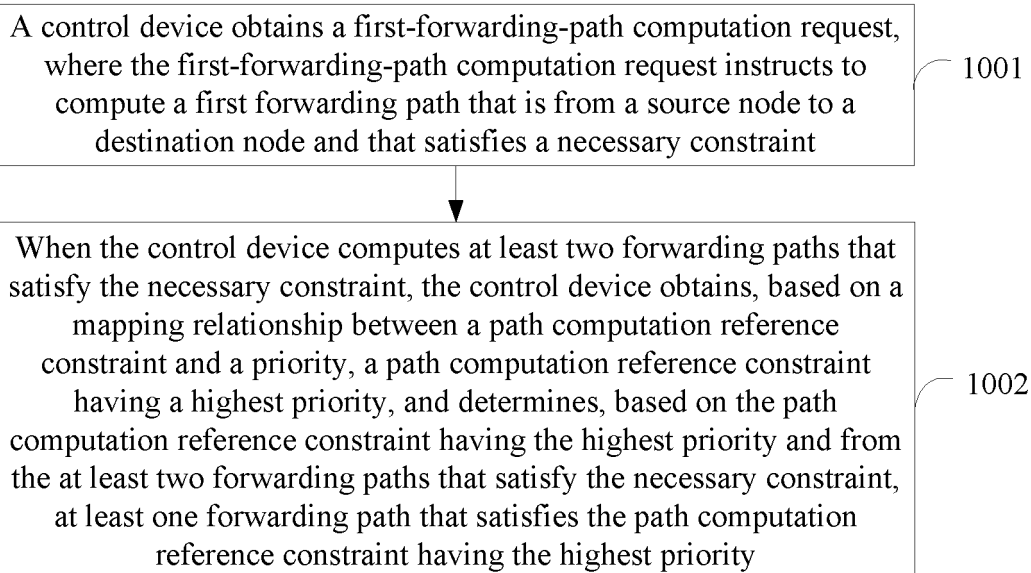 A control device obtains a first-forwarding-path computation request,
where the first-forwarding-path computation request instructs to
compute a first forwarding path that is from a source node to a
destination node and that satisfies a necessary constraint
1001
When the control device computes at least two forwarding paths that
satisfy the necessary constraint, the control device obtains, based on a
mapping relationship between a path computation reference
constraint and a priority, a path computation reference constraint
having a highest priority, and determines, based on the path
computation reference constraint having the highest priority and from
the at least two forwarding paths that satisfy the necessary constraint,
at least one forwarding path that satisfies the path computation
reference constraint having the highest priority
1002